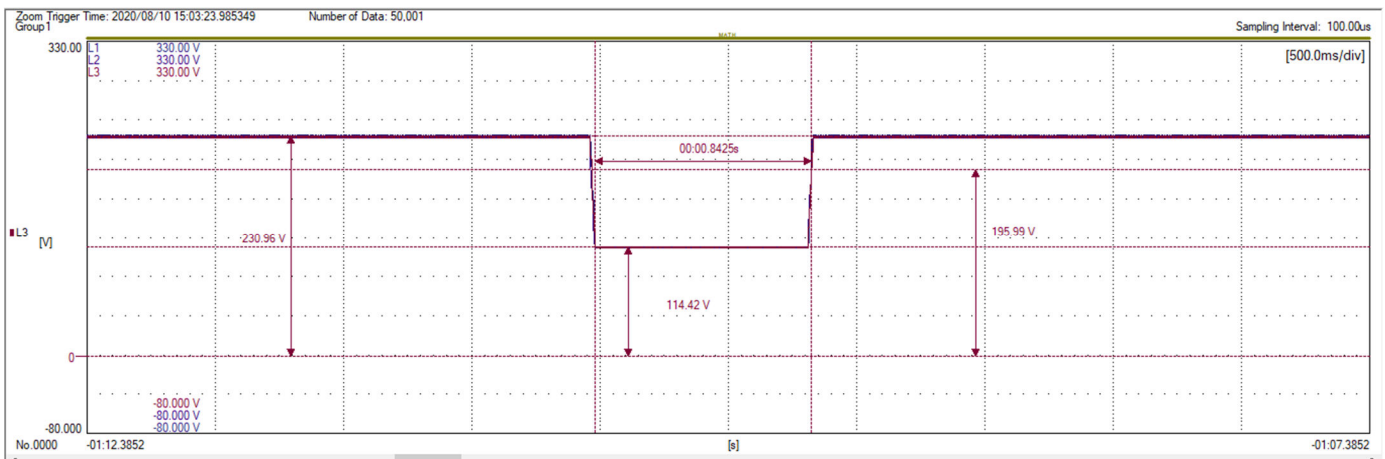 Zoom Trigger Time: 2020/08/10 15:03:23.985349 Number of Data: 50,001
Group1 Sampling Interval: 100.00us
MATH
330.00 L1 330.00 V [500.0ms/div]
L2 330.00 V
L3 330.00 V
00:00.8425s
L3 [V] 230.96 V 195.99 V
114.42 V
0
-80.000 V
-80.000 V
-80.000 -80.000 V
No.0000 -01:12.3852 [s] -01:07.3852